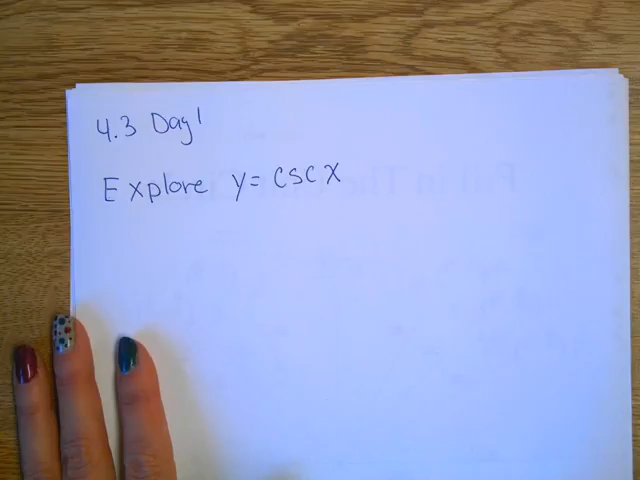 4.3 Day 1
Explore y = csc x